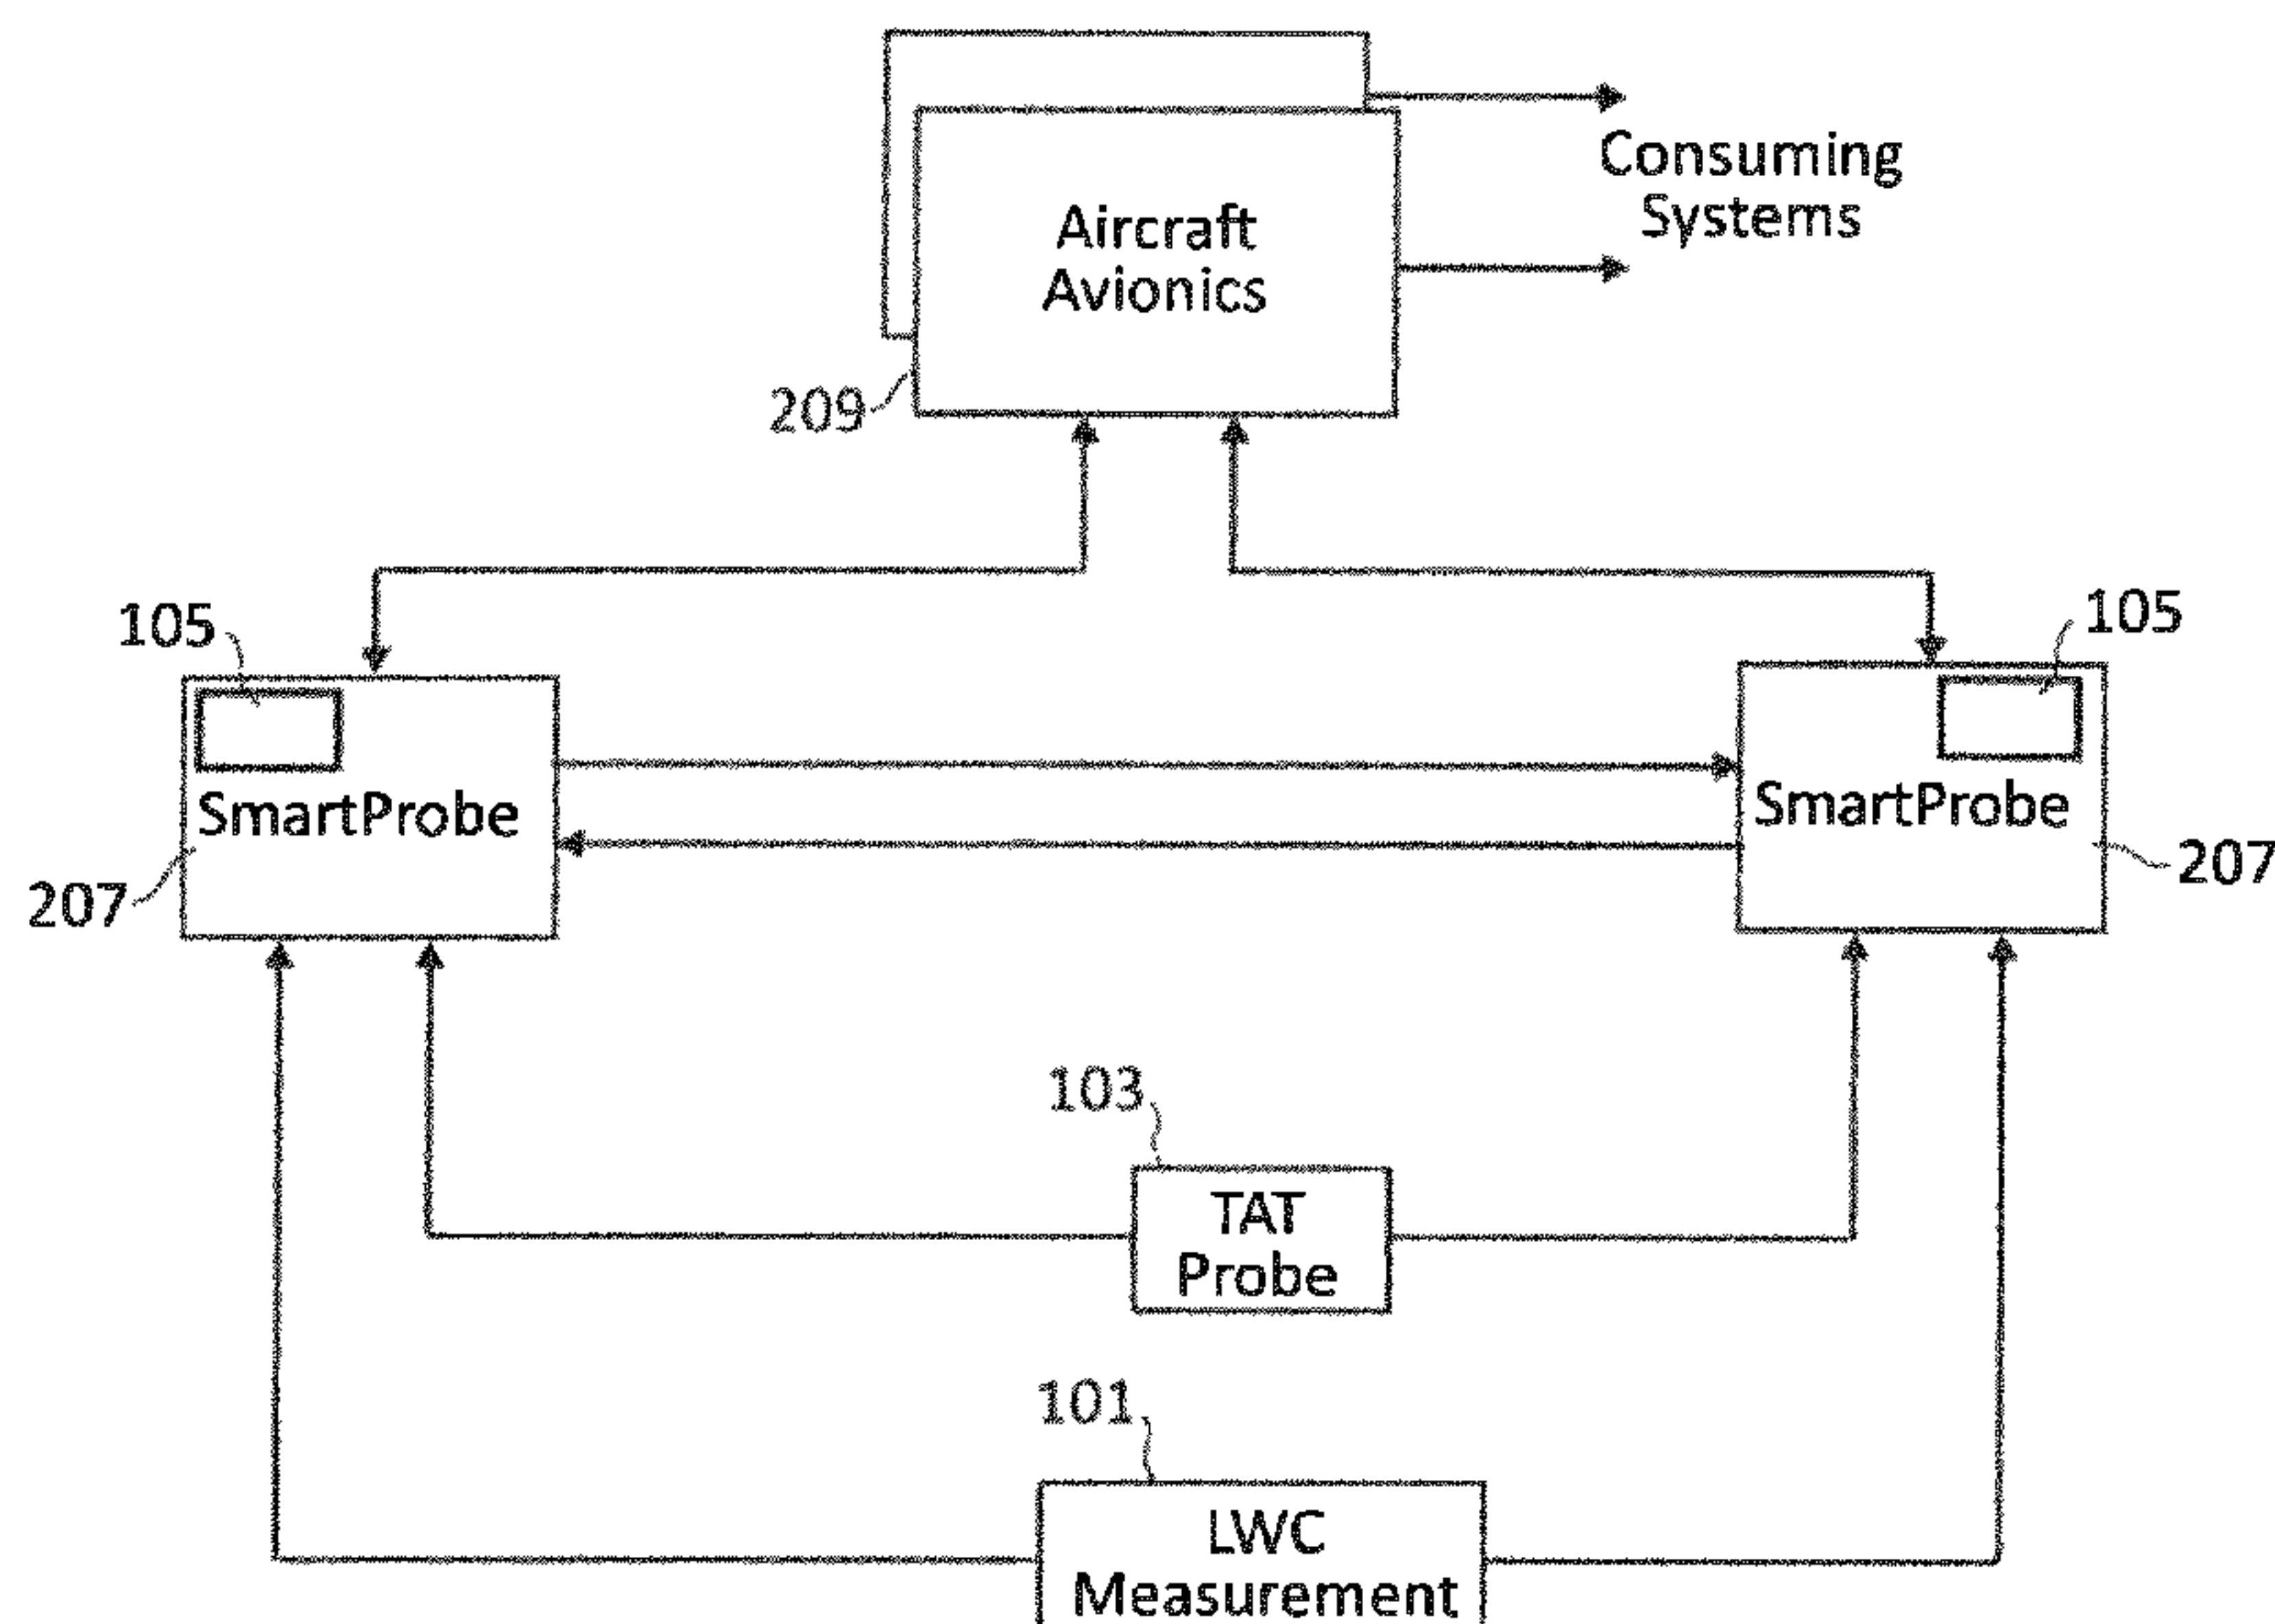 Consuming
Systems
Aircraft
Avionics
209
105
105
SmartProbe
SmartProbe
207
207
103
TAT
Probe
101
LWC
Measurement